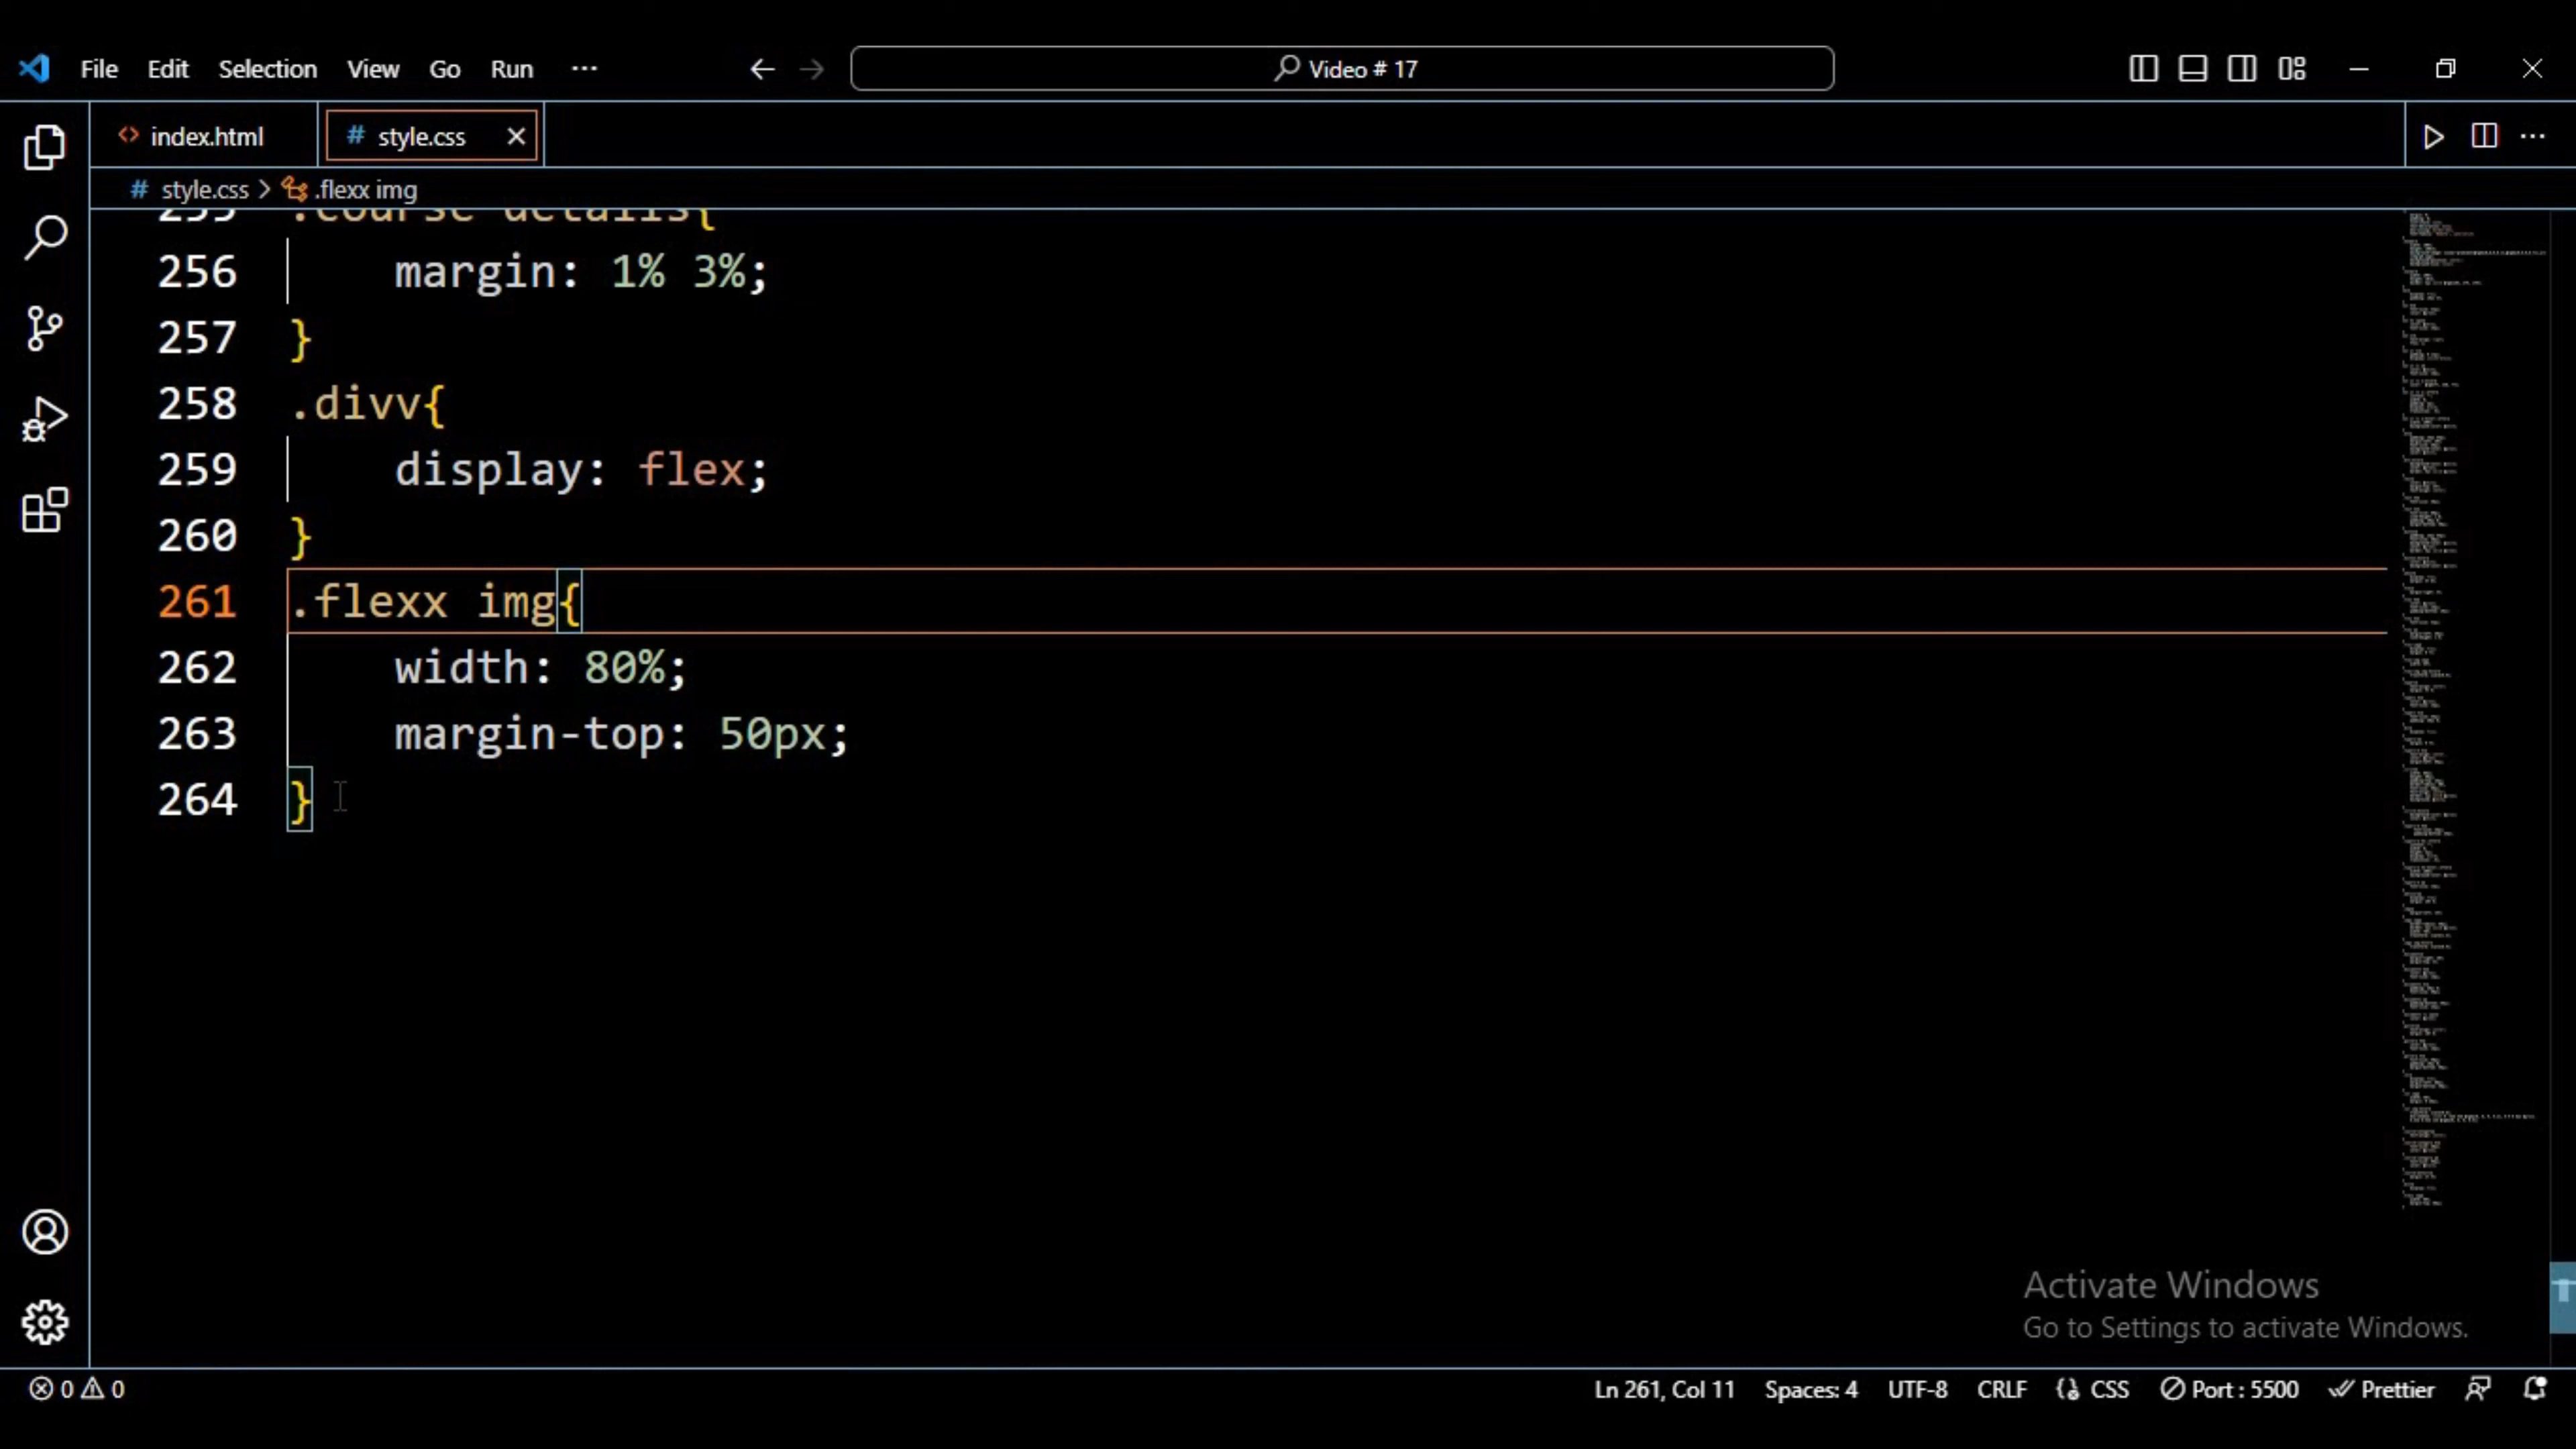 File Edit Selection View Go Run ··· Video # 17
index.html # style.css
# style.css > .flexx img
256 margin: 1% 3%;
257 }
258 .divv{
259 display: flex;
260 }
261 .flexx img{
262 width: 80%;
263 margin-top: 50px;
264 }
Activate Windows
Go to Settings to activate Windows.
0 0 Ln 261, Col 11 Spaces: 4 UTF-8 CRLF CSS Port : 5500 Prettier